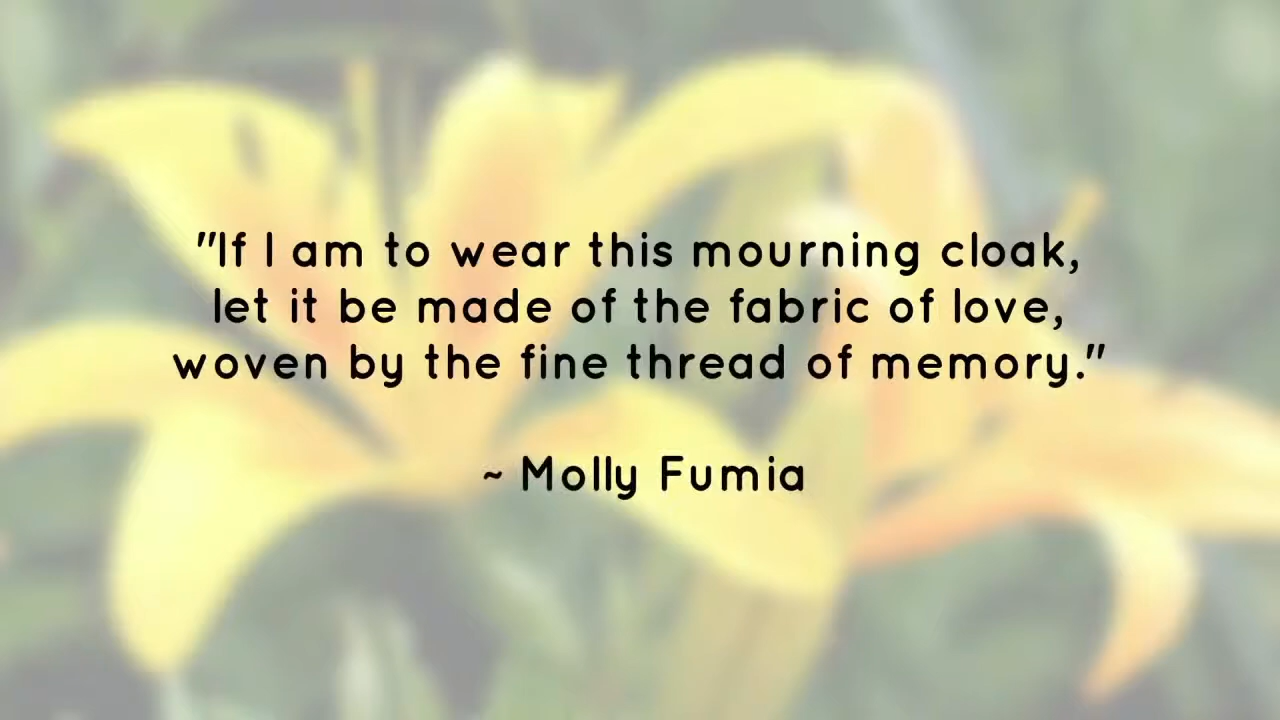 "If I am to wear this mourning cloak,
let it be made of the fabric of love,
woven by the fine thread of memory."
~ Molly Fumia